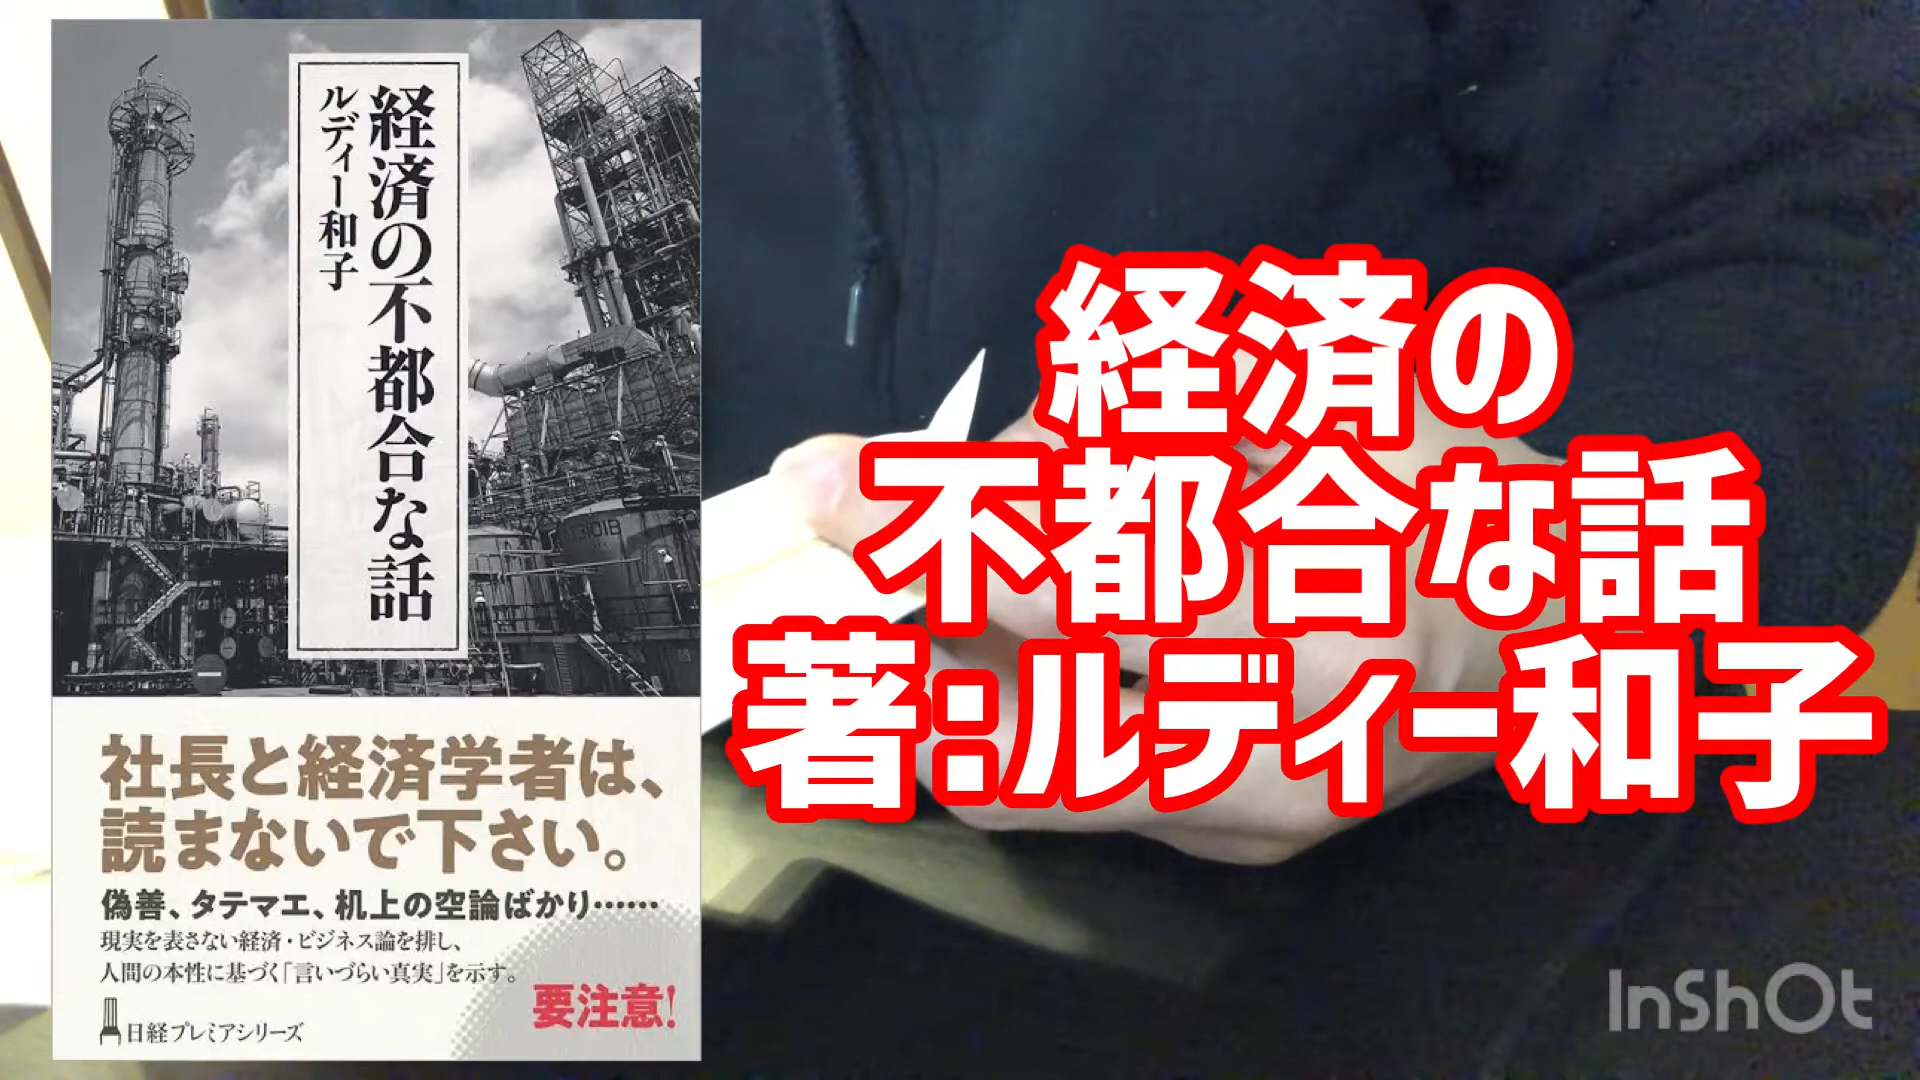 経済の不都合な話
ルディー和子
社長と経済学者は、
読まないで下さい。
偽善、タテマエ、机上の空論ばかり……
現実を表さない経済・ビジネス論を排し、
人間の本性に基づく「言いづらい真実」を示す。
要注意!
日経プレミアシリーズ
経済の
不都合な話
著:ルディー和子
InShOt